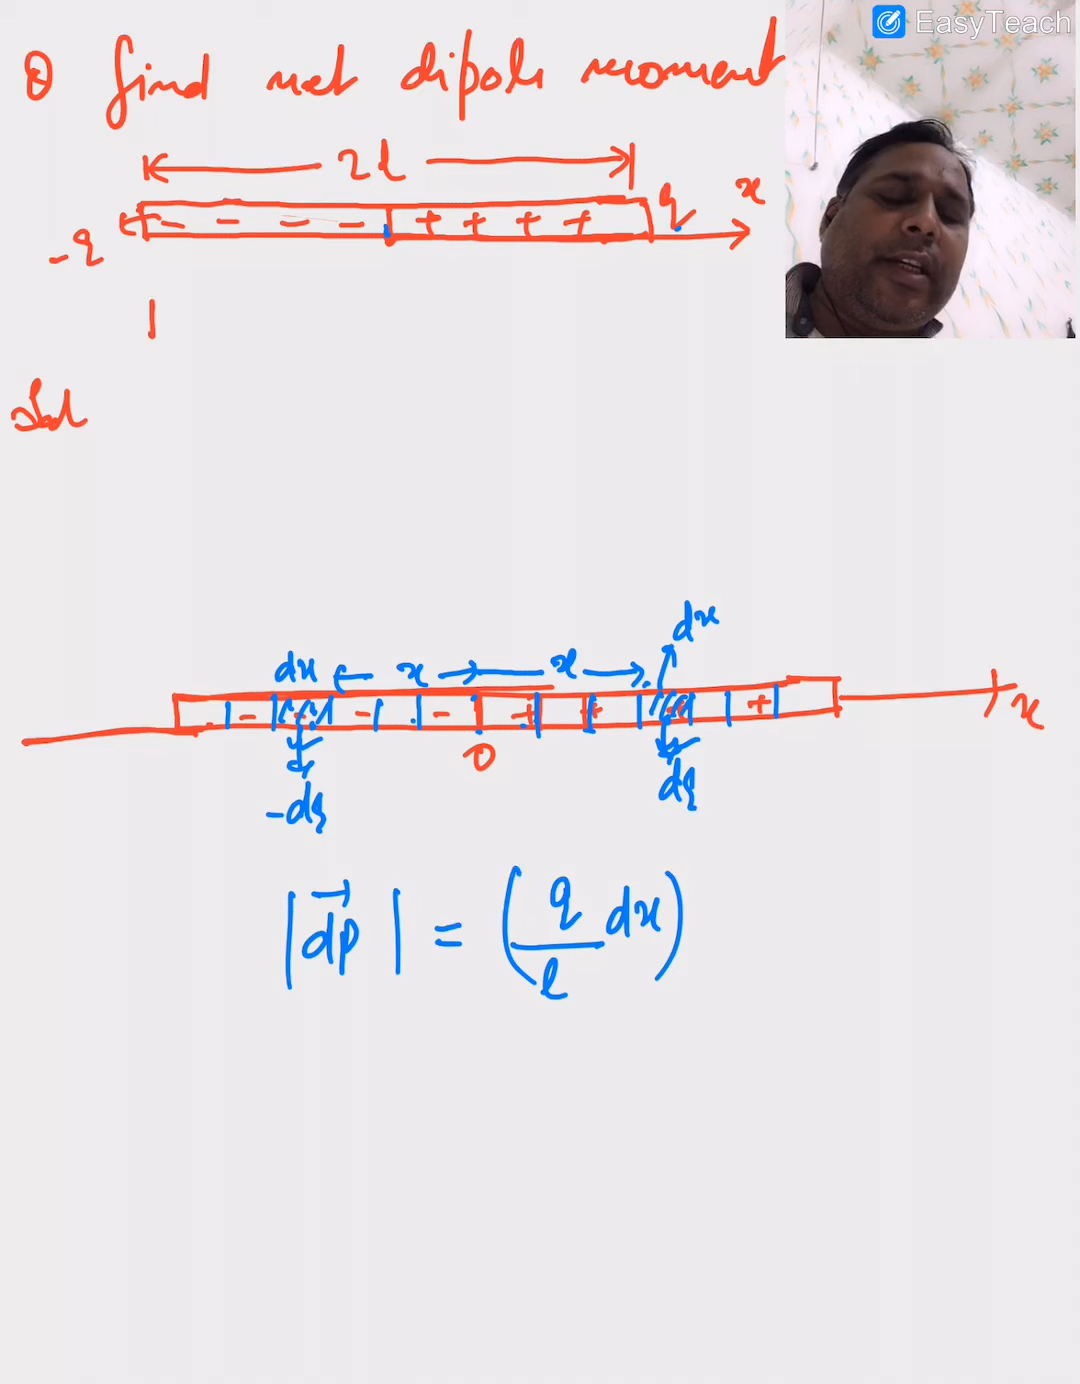 EasyTeach
Q find net dipole moment
2l
- - - - + + + +
-q
q
x
Sol
dx
dx x x
- - - + + +
x
0
-dq
dq
|dp⃗| = (q/l dx)